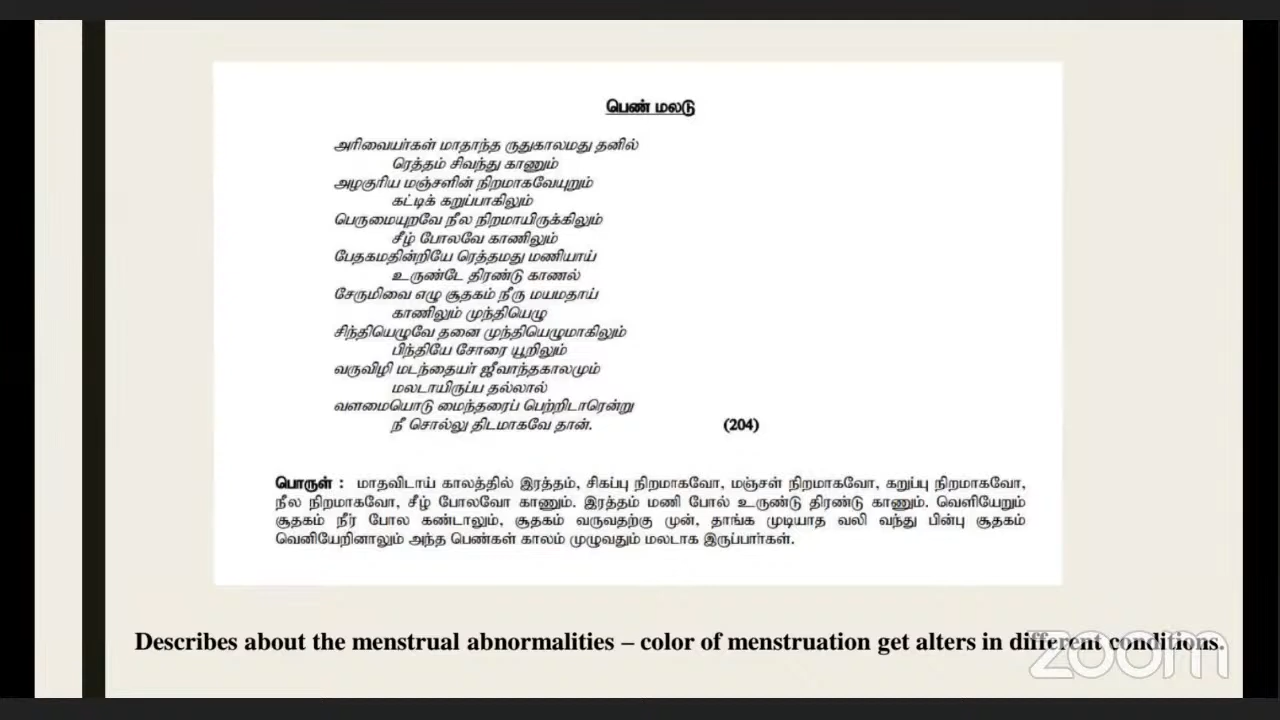 பெண் மலடு
அரிவையர்கள் மாதாந்த ருதுகாலமது தனில்
ரெத்தம் சிவந்து காணும்
அழகுரிய மஞ்சளின் நிறமாகவேயுறும்
கட்டிக் கறுப்பாகிலும்
பெருமையுறவே நீல நிறமாயிருக்கிலும்
சீழ் போலவே காணிலும்
பேதகமதின்றியே ரெத்தமது மணியாய்
உருண்டே திரண்டு காணல்
சேருமிவை எழு சூதகம் நீரு மயமதாய்
காணிலும் முந்தியெழு
சிந்தியெழுவே தனை முந்தியெழுமாகிலும்
பிந்தியே சோரை யூறிலும்
வருவிழி மடந்தையர் ஜீவாந்தகாலமும்
மலடாயிருப்ப தல்லால்
வளமையொடு மைந்தரைப் பெற்றிடாரென்று
நீ சொல்லு திடமாகவே தான். (204)
பொருள் : மாதவிடாய் காலத்தில் இரத்தம், சிகப்பு நிறமாகவோ, மஞ்சள் நிறமாகவோ, கறுப்பு நிறமாகவோ,
நீல நிறமாகவோ, சீழ் போலவோ காணும். இரத்தம் மணி போல் உருண்டு திரண்டு காணும். வெளியேறும்
சூதகம் நீர் போல கண்டாலும், சூதகம் வருவதற்கு முன், தாங்க முடியாத வலி வந்து பின்பு சூதகம்
வெனியேறினாலும் அந்த பெண்கள் காலம் முழுவதும் மலடாக இருப்பார்கள்.
Describes about the menstrual abnormalities – color of menstruation get alters in different conditions.
zoom